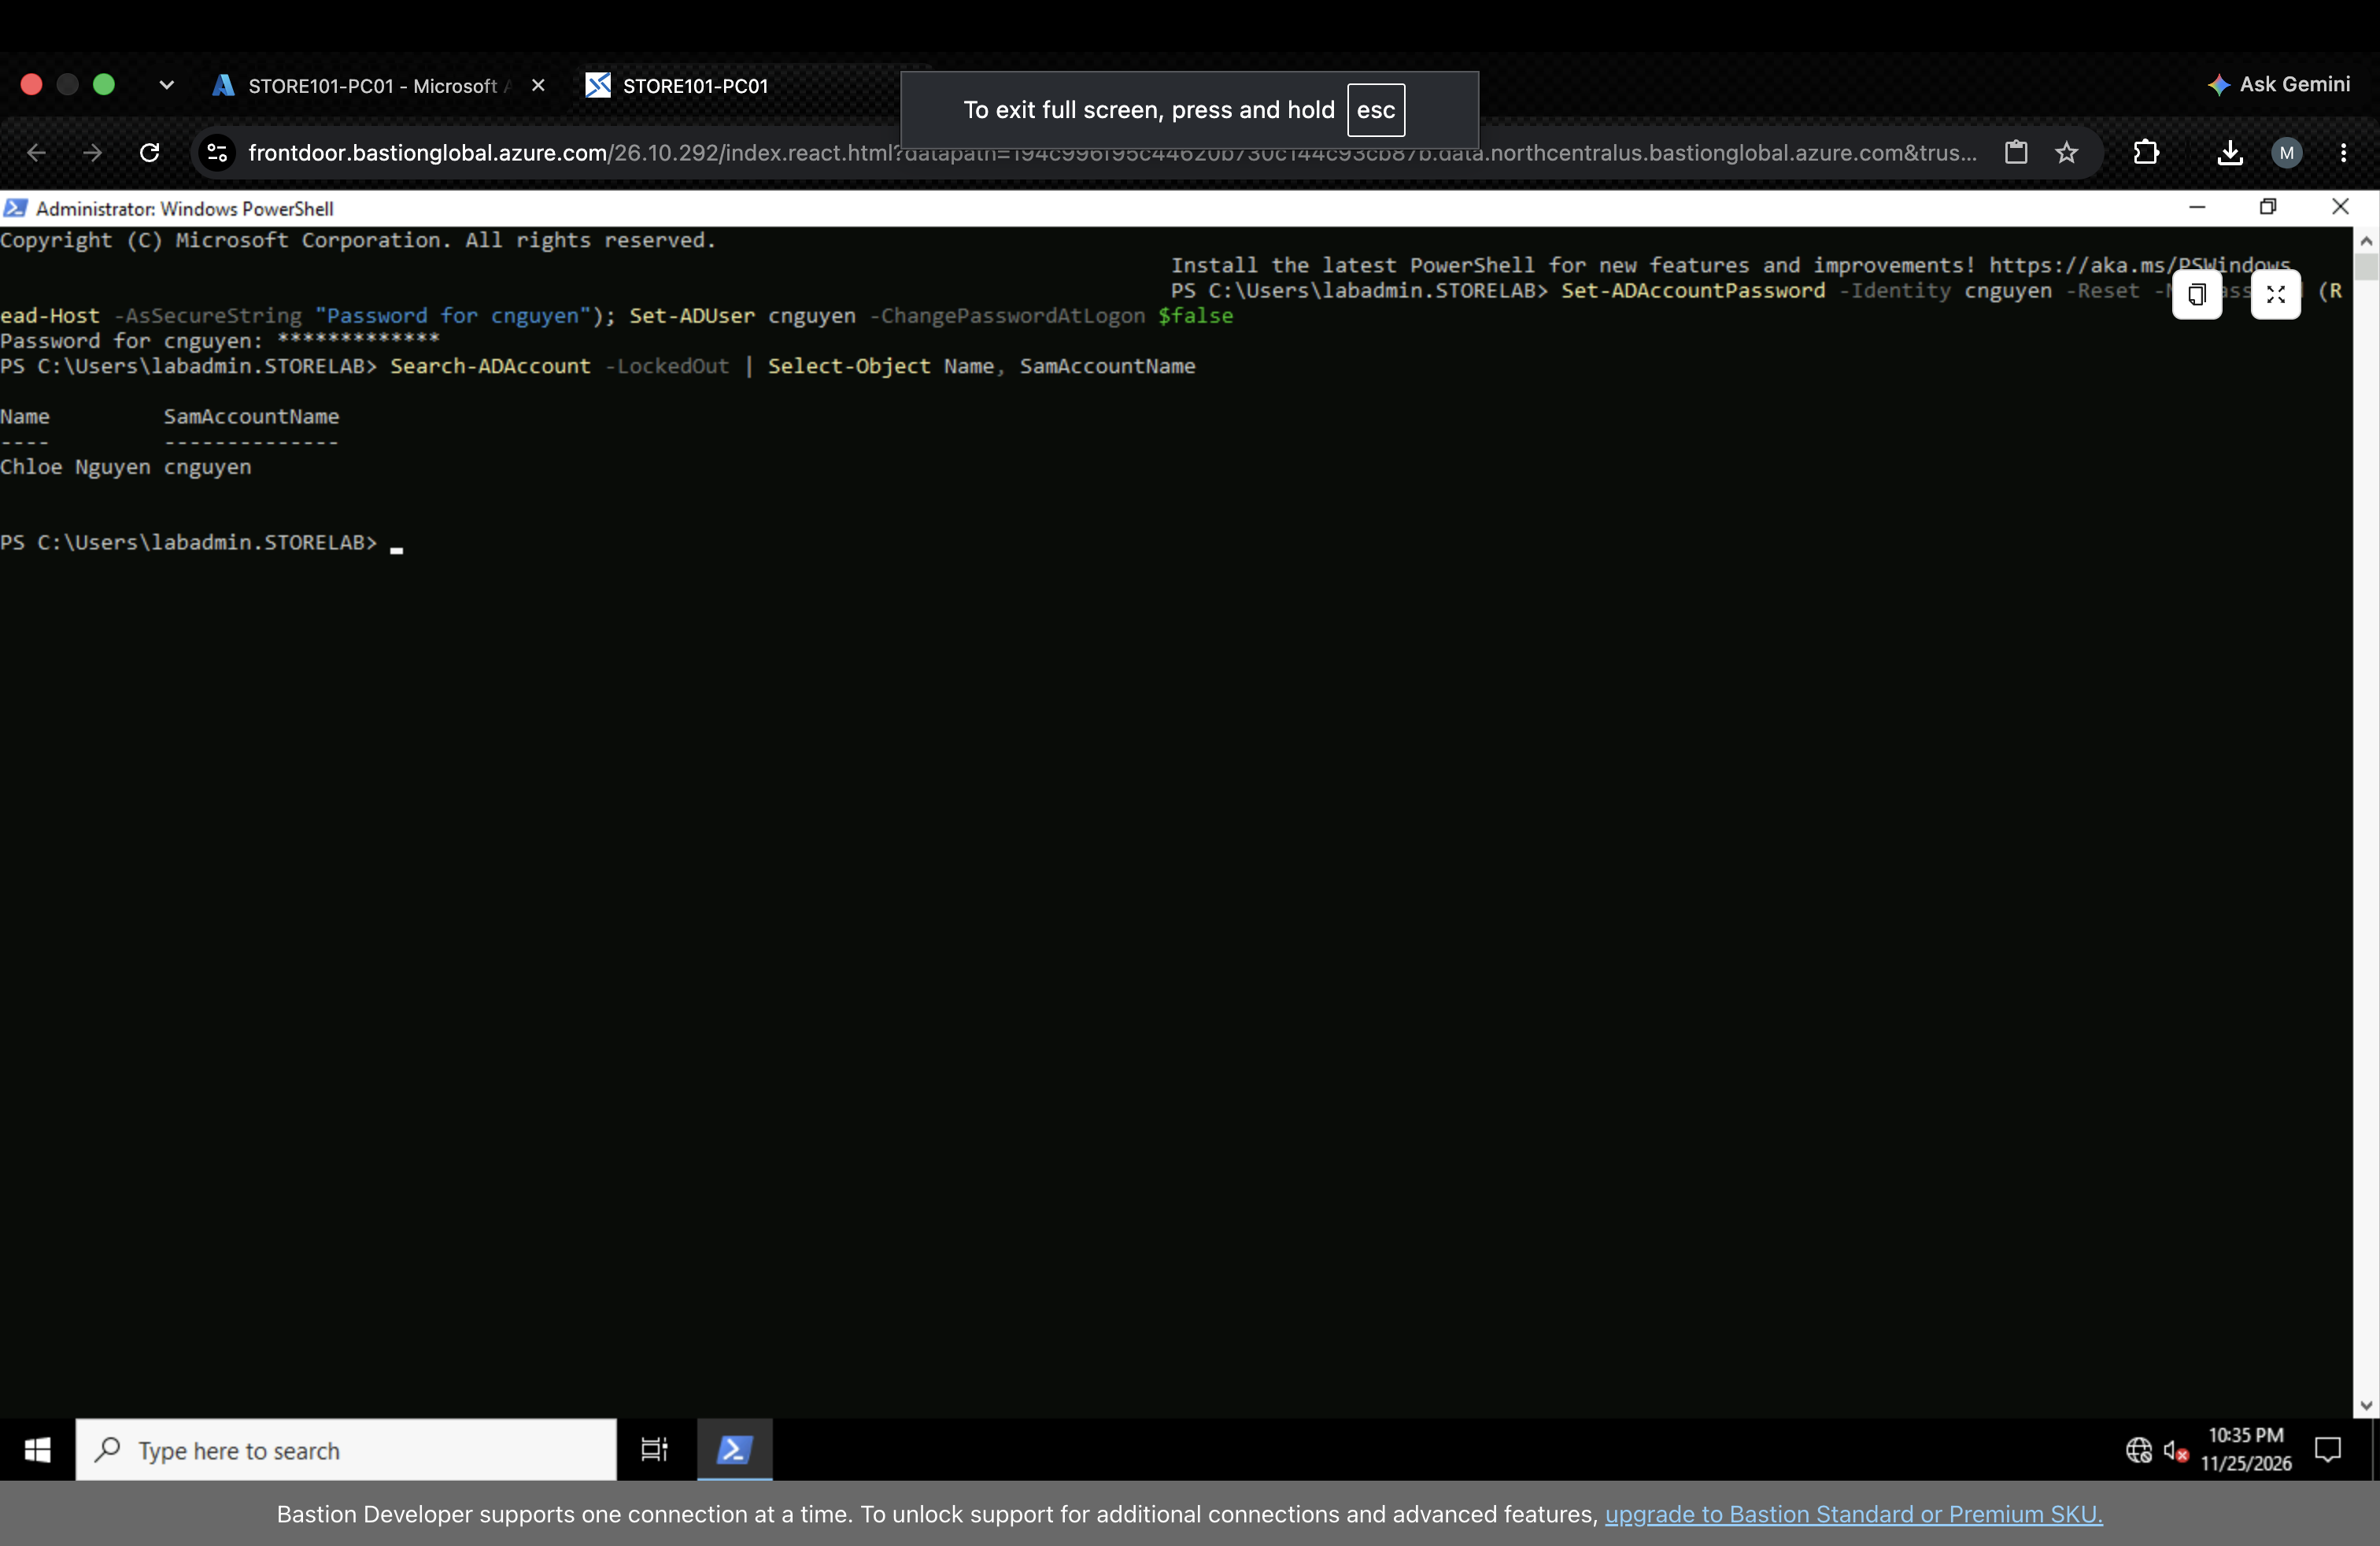 STORE101-PC01 - Microsoft
STORE101-PC01
To exit full screen, press and hold esc
Ask Gemini
frontdoor.bastionglobal.azure.com/26.10.292/index.react.html?datapath=194c996f95c44620b730c144c93cb87b.data.northcentralus.bastionglobal.azure.com&trus...
M
Administrator: Windows PowerShell
Copyright (C) Microsoft Corporation. All rights reserved.
Install the latest PowerShell for new features and improvements! https://aka.ms/PSWindows
PS C:\Users\labadmin.STORELAB> Set-ADAccountPassword -Identity cnguyen -Reset (R
ead-Host -AsSecureString "Password for cnguyen"); Set-ADUser cnguyen -ChangePasswordAtLogon $false
Password for cnguyen: *************
PS C:\Users\labadmin.STORELAB> Search-ADAccount -LockedOut | Select-Object Name, SamAccountName
Name SamAccountName
---- --------------
Chloe Nguyen cnguyen
PS C:\Users\labadmin.STORELAB>
Type here to search
10:35 PM
11/25/2026
Bastion Developer supports one connection at a time. To unlock support for additional connections and advanced features, upgrade to Bastion Standard or Premium SKU.